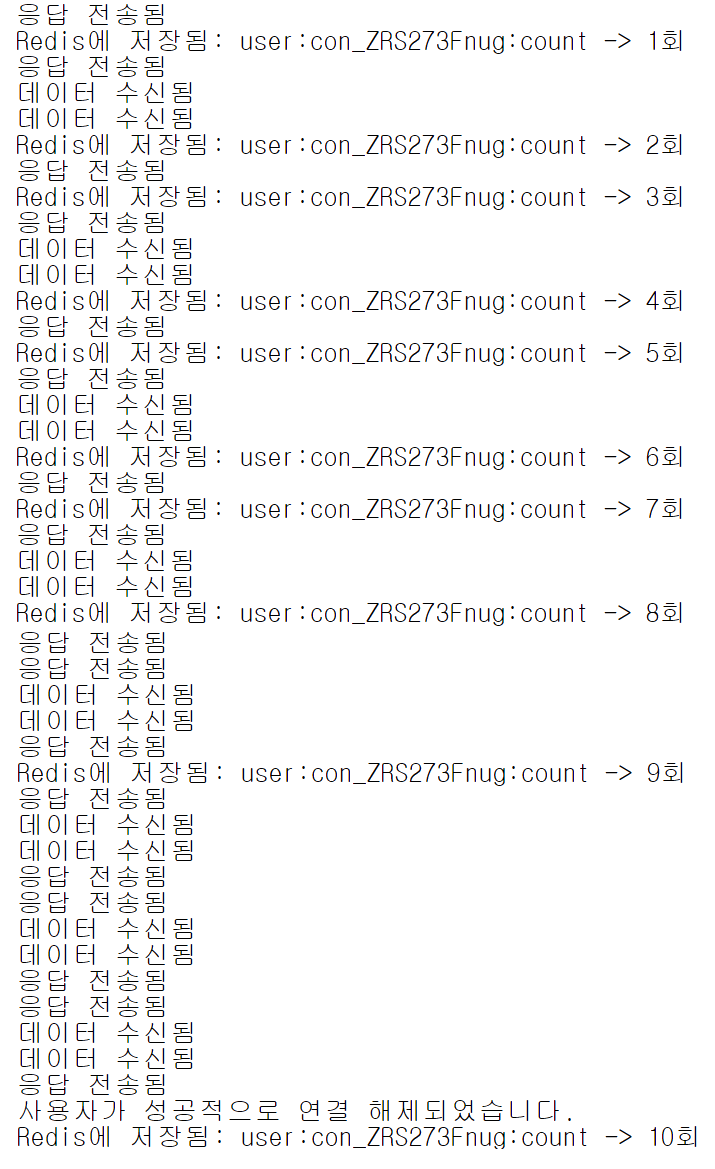 응답 전송됨
Redis에 저장됨: user:con_ZRS273Fnug:count -> 1회
응답 전송됨
데이터 수신됨
데이터 수신됨
Redis에 저장됨: user:con_ZRS273Fnug:count -> 2회
응답 전송됨
Redis에 저장됨: user:con_ZRS273Fnug:count -> 3회
응답 전송됨
데이터 수신됨
데이터 수신됨
Redis에 저장됨: user:con_ZRS273Fnug:count -> 4회
응답 전송됨
Redis에 저장됨: user:con_ZRS273Fnug:count -> 5회
응답 전송됨
데이터 수신됨
데이터 수신됨
Redis에 저장됨: user:con_ZRS273Fnug:count -> 6회
응답 전송됨
Redis에 저장됨: user:con_ZRS273Fnug:count -> 7회
응답 전송됨
데이터 수신됨
데이터 수신됨
Redis에 저장됨: user:con_ZRS273Fnug:count -> 8회
응답 전송됨
응답 전송됨
데이터 수신됨
데이터 수신됨
응답 전송됨
Redis에 저장됨: user:con_ZRS273Fnug:count -> 9회
응답 전송됨
데이터 수신됨
데이터 수신됨
응답 전송됨
응답 전송됨
데이터 수신됨
데이터 수신됨
응답 전송됨
응답 전송됨
데이터 수신됨
데이터 수신됨
응답 전송됨
사용자가 성공적으로 연결 해제되었습니다.
Redis에 저장됨: user:con_ZRS273Fnug:count -> 10회